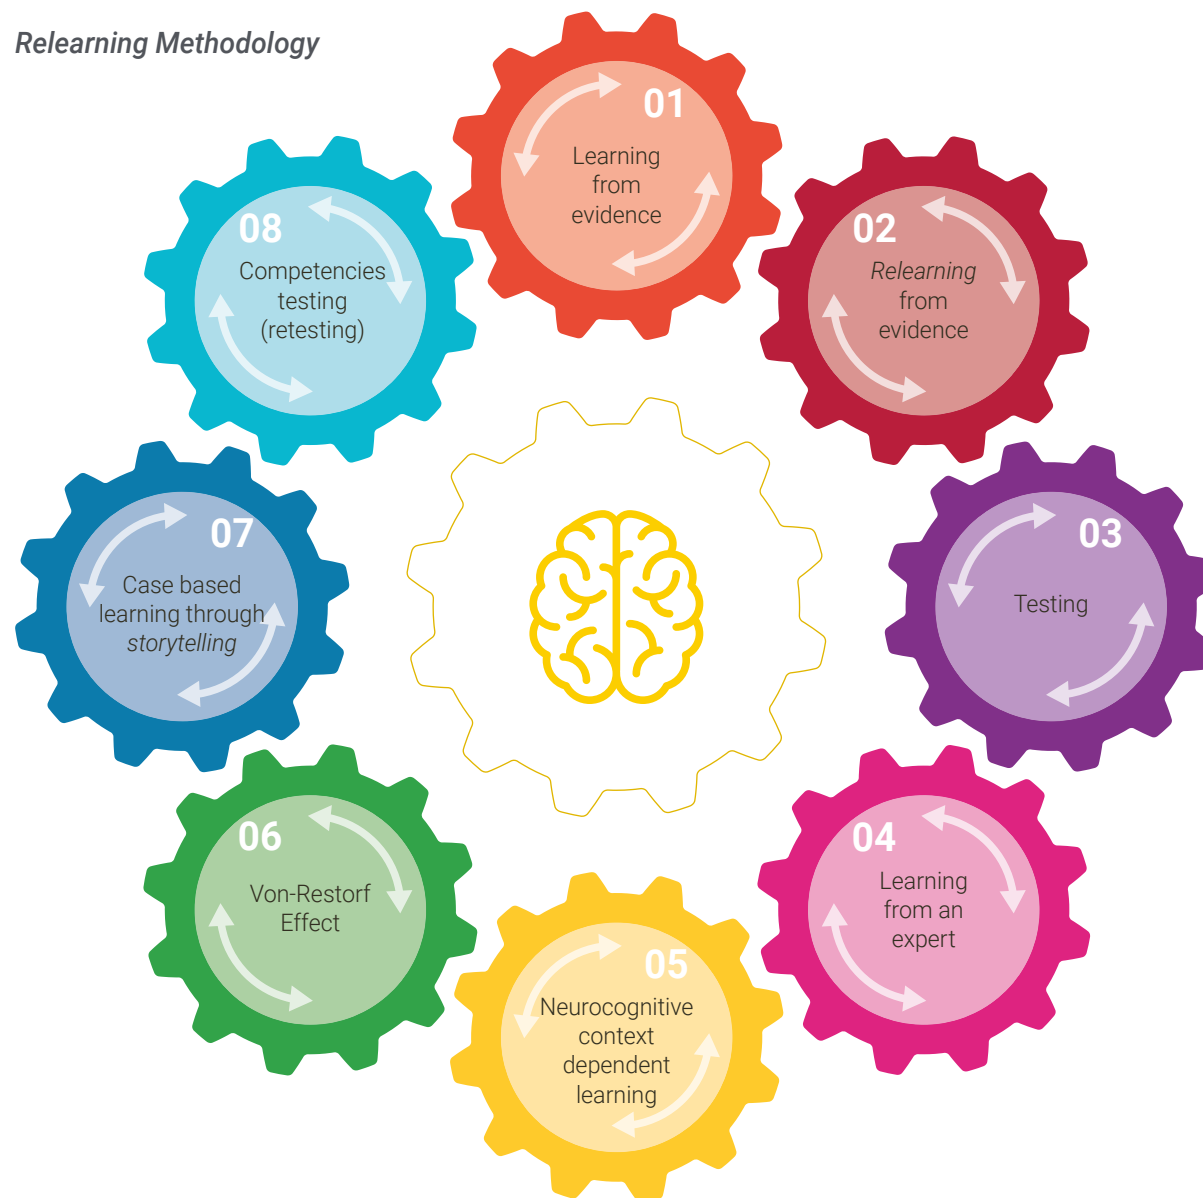 Relearning Methodology
01
Learning
from
evidence
02
Relearning
from
evidence
03
Testing
04
Learning
from an
expert
05
Neurocognitive
context
dependent
learning
06
Von-Restorf
Effect
07
Case based
learning through
storytelling
08
Competencies
testing
(retesting)